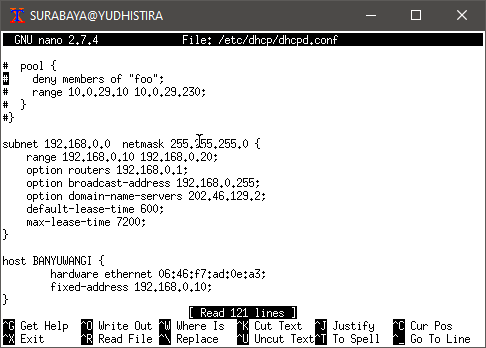 SURABAYA@YUDHISTIRA
GNU nano 2.7.4 File: /etc/dhcp/dhcpd.conf
#  pool {
#    deny members of "foo";
#    range 10.0.29.10 10.0.29.230;
#  }
#}
subnet 192.168.0.0  netmask 255.255.255.0 {
    range 192.168.0.10 192.168.0.20;
    option routers 192.168.0.1;
    option broadcast-address 192.168.0.255;
    option domain-name-servers 202.46.129.2;
    default-lease-time 600;
    max-lease-time 7200;
}
host BANYUWANGI {
        hardware ethernet 06:46:f7:ad:0e:a3;
        fixed-address 192.168.0.10;
}
[ Read 121 lines ]
^G Get Help ^O Write Out ^W Where Is ^K Cut Text ^J Justify ^C Cur Pos
^X Exit ^R Read File ^\ Replace ^U Uncut Text ^T To Spell ^_ Go To Line